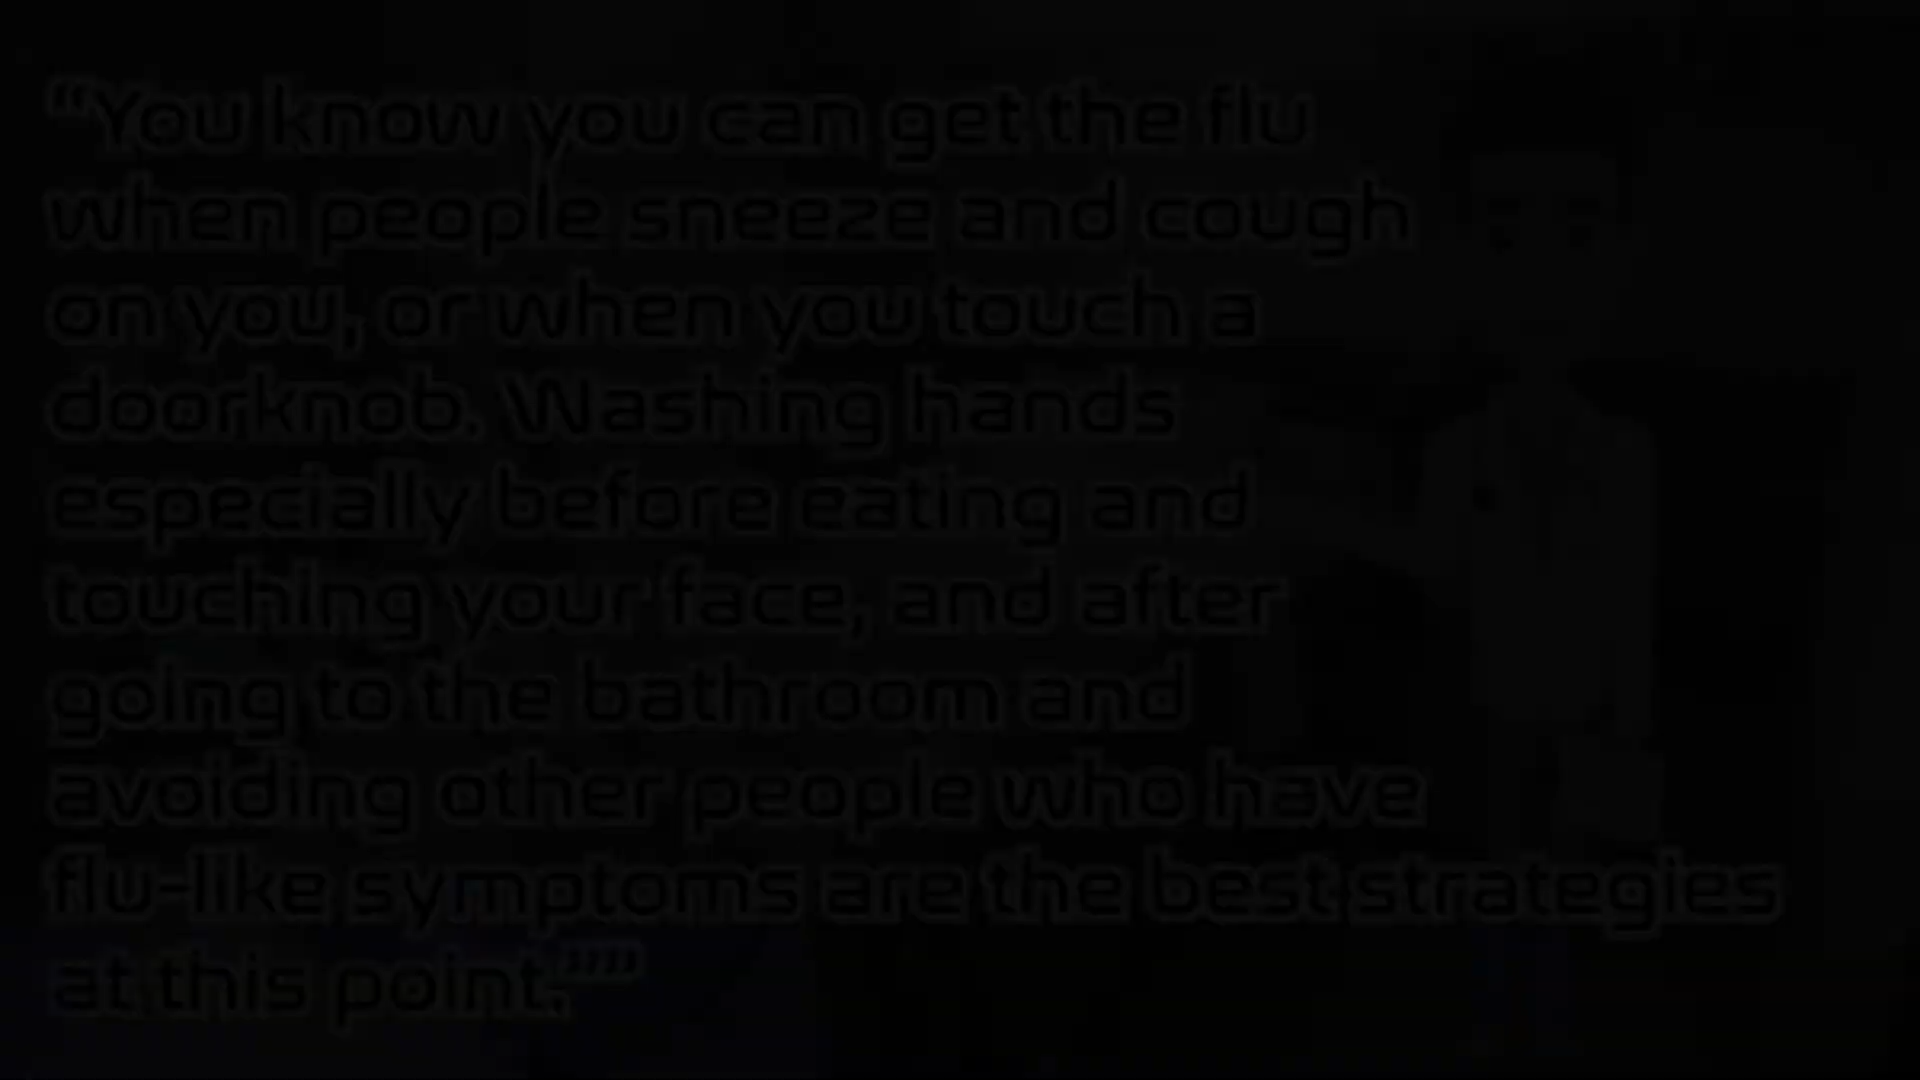 “You know you can get the flu
when people sneeze and cough
on you, or when you touch a
doorknob. Washing hands
especially before eating and
touching your face, and after
going to the bathroom and
avoiding other people who have
flu-like symptoms are the best strategies
at this point.””